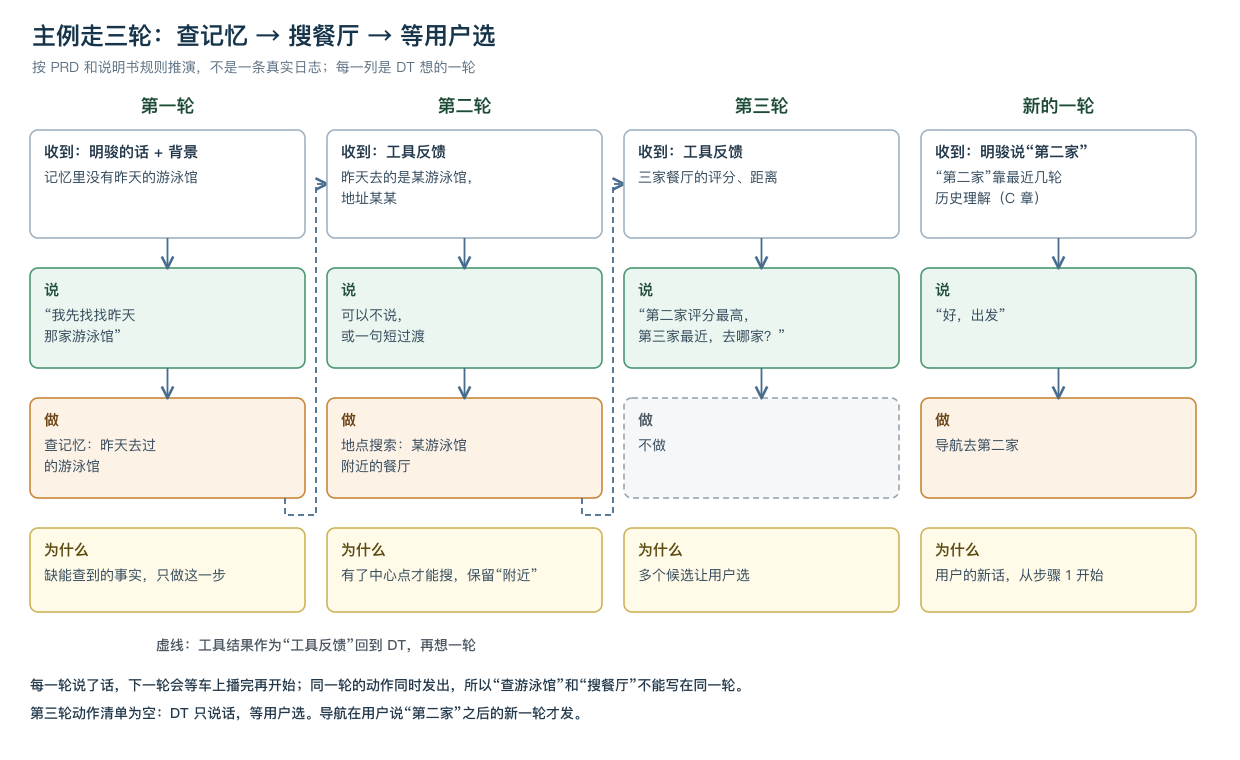 主例走三轮：查记忆 → 搜餐厅 → 等用户选
按 PRD 和说明书规则推演，不是一条真实日志；每一列是 DT 想的一轮
第一轮
第二轮
第三轮
新的一轮
收到：明骏的话 + 背景
记忆里没有昨天的游泳馆
收到：工具反馈
昨天去的是某游泳馆，
地址某某
收到：工具反馈
三家餐厅的评分、距离
收到：明骏说“第二家”
“第二家”靠最近几轮
历史理解（C 章）
说
“我先找找昨天
那家游泳馆”
说
可以不说，
或一句短过渡
说
“第二家评分最高，
第三家最近，去哪家？”
说
“好，出发”
做
查记忆：昨天去过
的游泳馆
做
地点搜索：某游泳馆
附近的餐厅
做
不做
做
导航去第二家
为什么
缺能查到的事实，只做这一步
为什么
有了中心点才能搜，保留“附近”
为什么
多个候选让用户选
为什么
用户的新话，从步骤 1 开始
虚线：工具结果作为“工具反馈”回到 DT，再想一轮
每一轮说了话，下一轮会等车上播完再开始；同一轮的动作同时发出，所以“查游泳馆”和“搜餐厅”不能写在同一轮。
第三轮动作清单为空：DT 只说话，等用户选。导航在用户说“第二家”之后的新一轮才发。